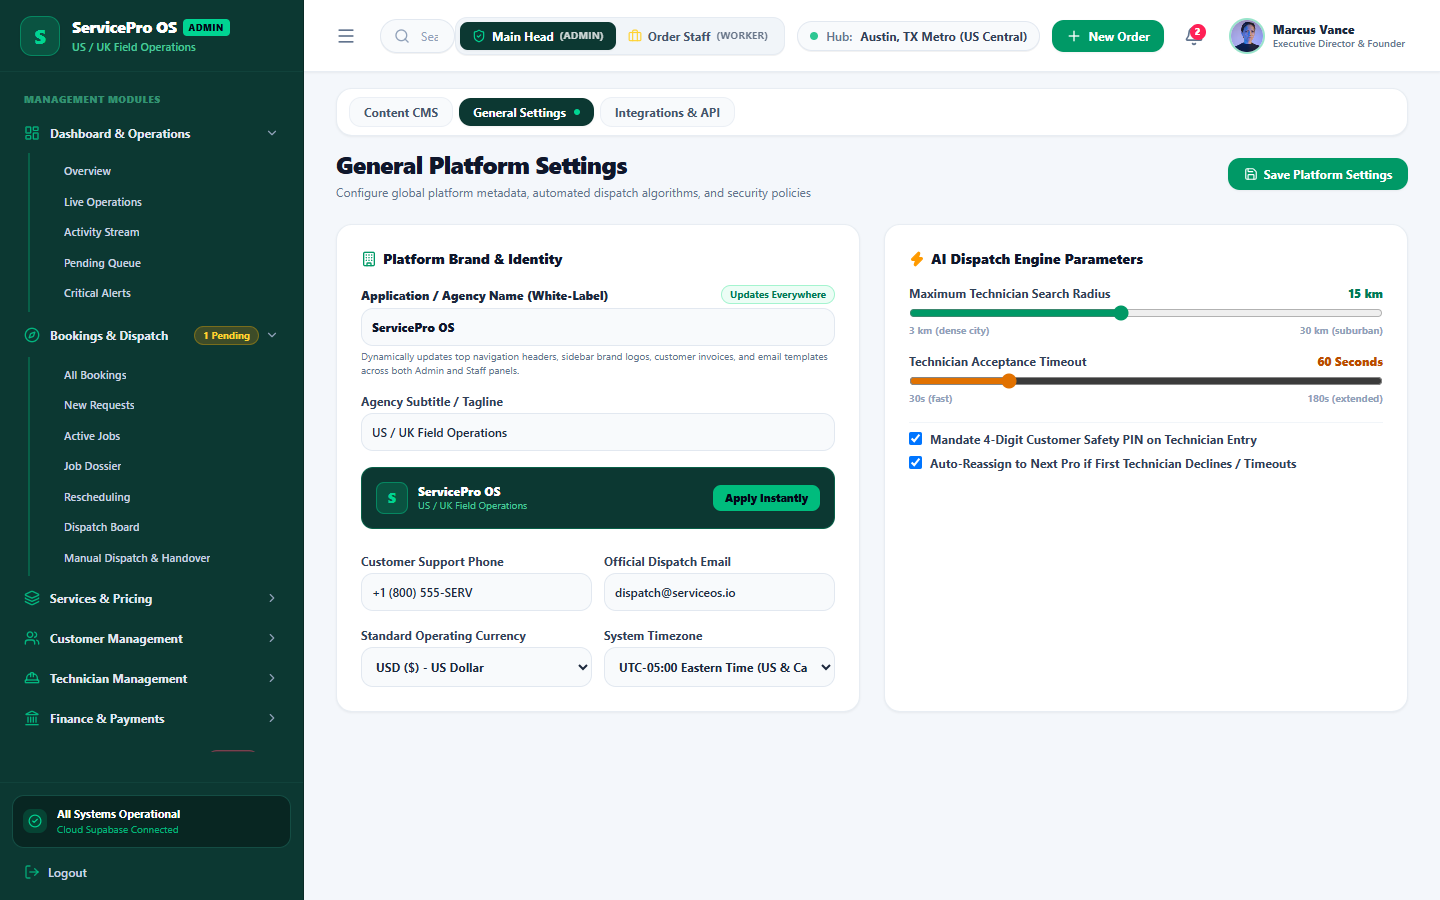 S
ServicePro OS ADMIN
US / UK Field Operations
MANAGEMENT MODULES
Dashboard & Operations
Overview
Live Operations
Activity Stream
Pending Queue
Critical Alerts
Bookings & Dispatch 1 Pending
All Bookings
New Requests
Active Jobs
Job Dossier
Rescheduling
Dispatch Board
Manual Dispatch & Handover
Services & Pricing
Customer Management
Technician Management
Finance & Payments
All Systems Operational
Cloud Supabase Connected
Logout
Main Head (ADMIN)
Order Staff (WORKER)
Hub: Austin, TX Metro (US Central)
New Order
2
Marcus Vance
Executive Director & Founder
Content CMS
General Settings
Integrations & API
General Platform Settings
Configure global platform metadata, automated dispatch algorithms, and security policies
Save Platform Settings
Platform Brand & Identity
Application / Agency Name (White-Label)
Updates Everywhere
ServicePro OS
Dynamically updates top navigation headers, sidebar brand logos, customer invoices, and email templates
across both Admin and Staff panels.
Agency Subtitle / Tagline
US / UK Field Operations
S
ServicePro OS
US / UK Field Operations
Apply Instantly
Customer Support Phone
+1 (800) 555-SERV
Official Dispatch Email
dispatch@serviceos.io
Standard Operating Currency
USD ($) - US Dollar
System Timezone
UTC-05:00 Eastern Time (US & Ca
AI Dispatch Engine Parameters
Maximum Technician Search Radius 15 km
3 km (dense city) 30 km (suburban)
Technician Acceptance Timeout 60 Seconds
30s (fast) 180s (extended)
Mandate 4-Digit Customer Safety PIN on Technician Entry
Auto-Reassign to Next Pro if First Technician Declines / Timeouts